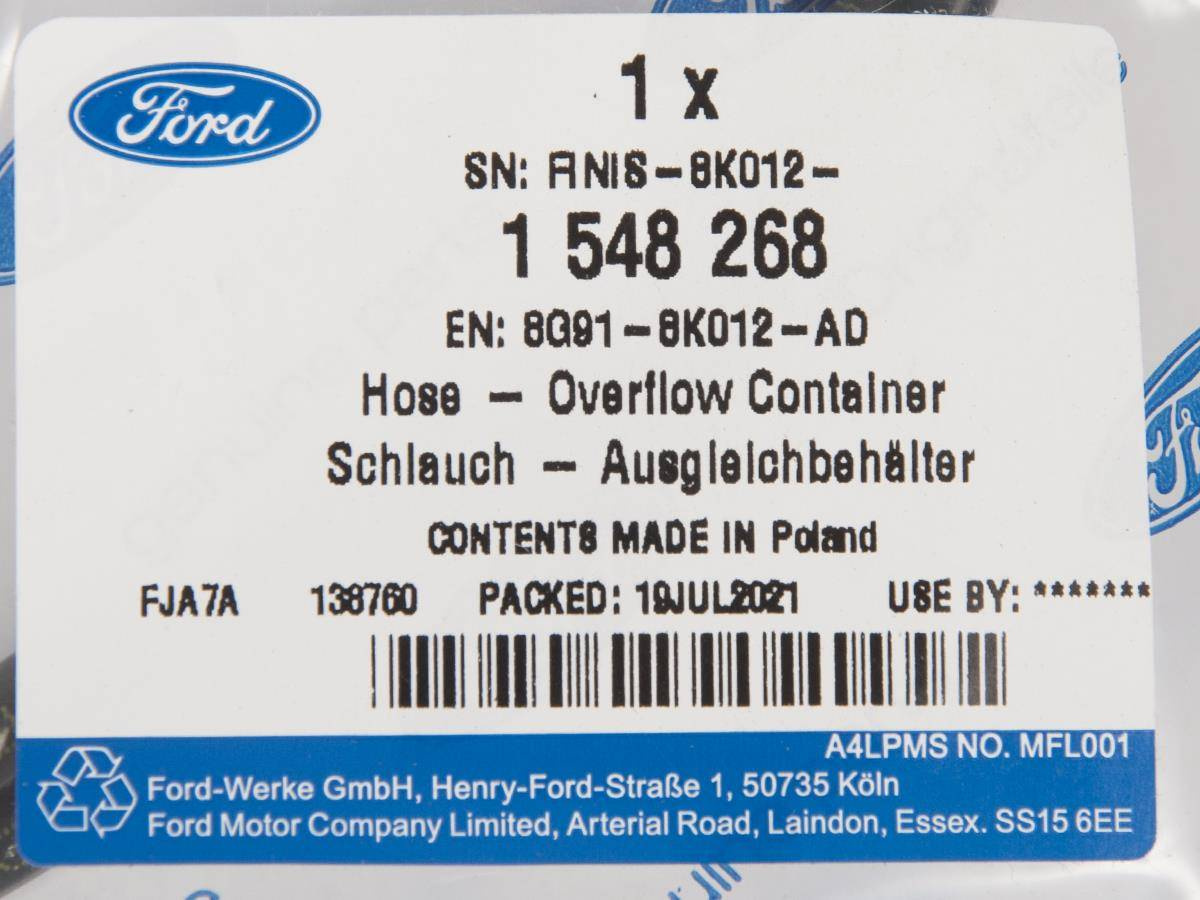 Ford
1 x
SN: FINIS-8K012-
1 548 268
EN: 8G91-8K012-AD
Hose - Overflow Container
Schlauch - Ausgleichbehälter
CONTENTS MADE IN Poland
FJA7A 138760 PACKED: 19JUL2021 USE BY: *******
A4LPMS NO. MFL001
Ford-Werke GmbH, Henry-Ford-Straße 1, 50735 Köln
Ford Motor Company Limited, Arterial Road, Laindon, Essex. SS15 6EE